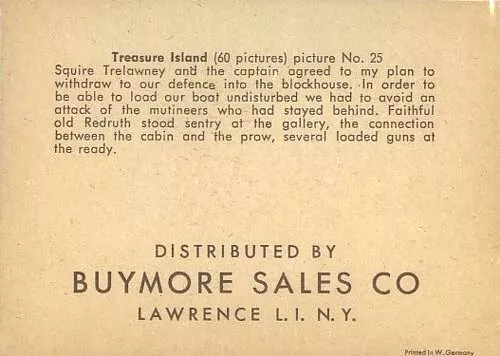 Treasure Island (60 pictures) picture No. 25
Squire Trelawney and the captain agreed to my plan to
withdraw to our defence into the blockhouse. In order to
be able to load our boat undisturbed we had to avoid an
attack of the mutineers who had stayed behind. Faithful
old Redruth stood sentry at the gallery, the connection
between the cabin and the prow, several loaded guns at
the ready.
DISTRIBUTED BY
BUYMORE SALES CO
LAWRENCE L. I. N. Y.
Printed in W. Germany